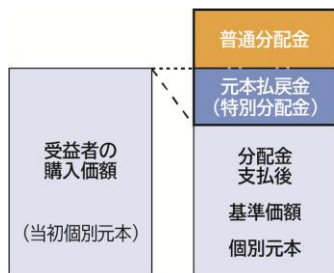 普通分配金
元本払戻金
（特別分配金）
受益者の
購入価額
（当初個別元本）
分配金
支払後
基準価額
個別元本